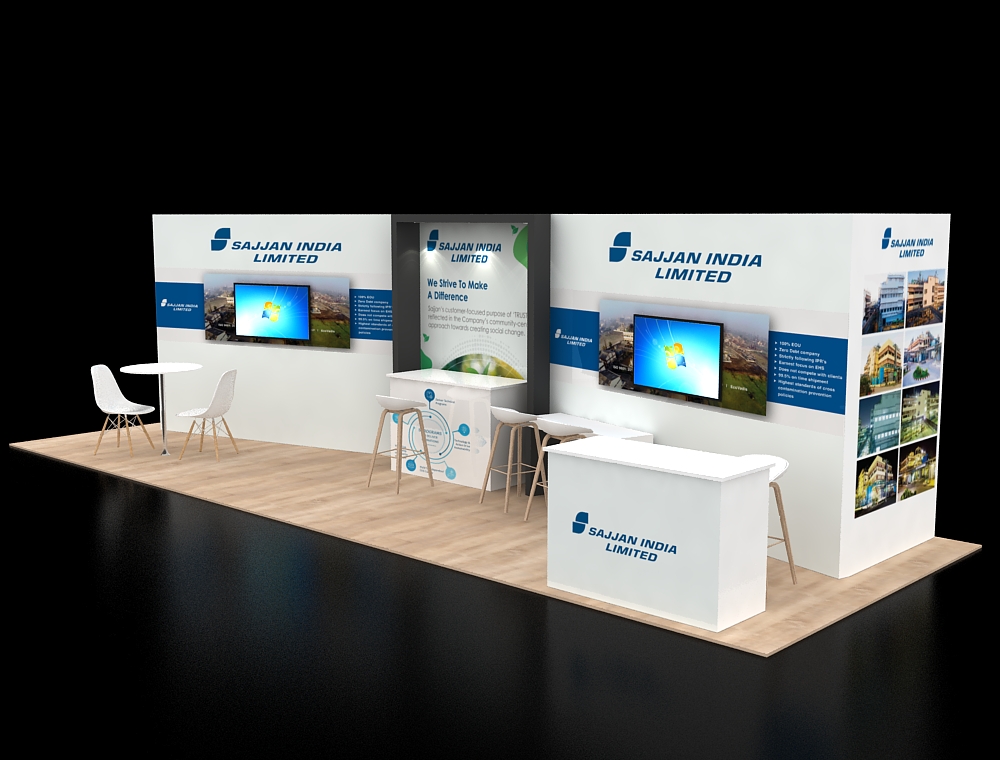 SAJJAN INDIA
LIMITED
SAJJAN INDIA
LIMITED
100% EOU
Zero Debt company
Strictly following IPR's
Earnest focus on EHS
Does not compete
99.5% on time shipment
Highest standards of cross
contamination prevention
policies
SAJJAN INDIA
LIMITED
We Strive To Make
A Difference
Sajjan's customer-focused purpose of "TRUST
reflected in the Company's community-cen
approach towards creating social change.
SAJJAN INDIA
LIMITED
SAJJAN INDIA
LIMITED
EcoVadis
100% EOU
Zero Debt company
Strictly following IPR's
Earnest focus on EHS
Does not compete with clients
99.5% on time shipment
Highest standards of cross
contamination prevention
policies
SAJJAN INDIA
LIMITED
SAJJAN INDIA
LIMITED